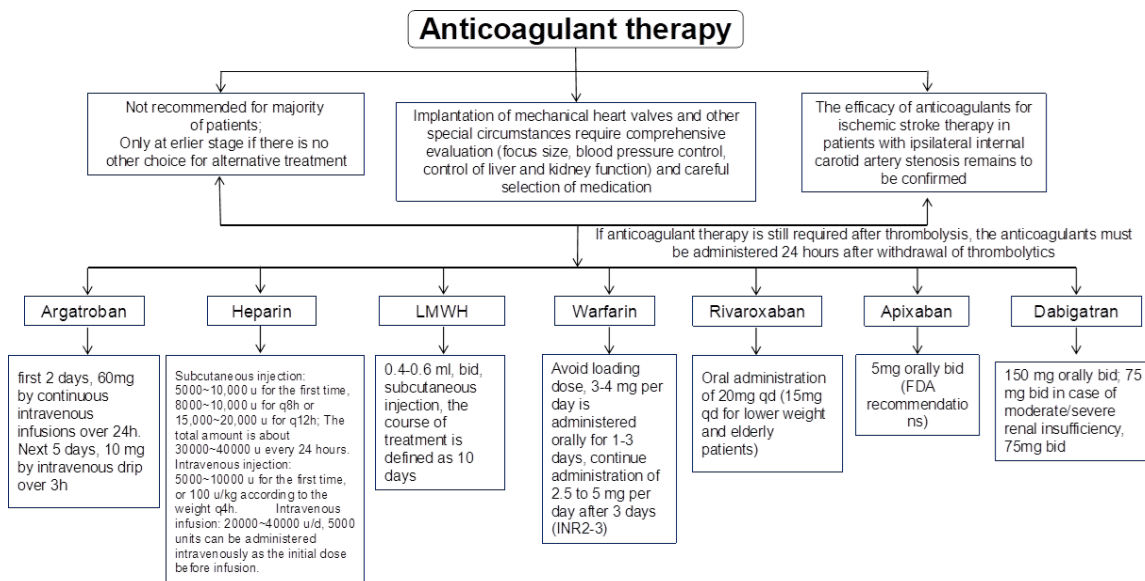 Anticoagulant therapy
Not recommended for majority
of patients;
Only at erlier stage if there is no
other choice for alternative treatment
Implantation of mechanical heart valves and other
special circumstances require comprehensive
evaluation (focus size, blood pressure control,
control of liver and kidney function) and careful
selection of medication
The efficacy of anticoagulants for
ischemic stroke therapy in
patients with ipsilateral internal
carotid artery stenosis remains to
be confirmed
If anticoagulant therapy is still required after thrombolysis, the anticoagulants must
be administered 24 hours after withdrawal of thrombolytics
Argatroban
Heparin
LMWH
Warfarin
Rivaroxaban
Apixaban
Dabigatran
first 2 days, 60mg
by continuous
intravenous
infusions over 24h.
Next 5 days, 10 mg
by intravenous drip
over 3h
Subcutaneous injection:
5000~10,000 u for the first time,
8000~10,000 u for q8h or
15,000~20,000 u for q12h; The
total amount is about
30000~40000 u every 24 hours.
Intravenous injection:
5000~10000 u for the first time,
or 100 u/kg according to the
weight q4h. Intravenous
infusion: 20000~40000 u/d, 5000
units can be administered
intravenously as the initial dose
before infusion.
0.4-0.6 ml, bid,
subcutaneous
injection, the
course of
treatment is
defined as 10
days
Avoid loading
dose, 3-4 mg per
day is
administered
orally for 1-3
days, continue
administration of
2.5 to 5 mg per
day after 3 days
(INR2-3)
Oral administration
of 20mg qd (15mg
qd for lower weight
and elderly
patients)
5mg orally bid
(FDA
recommendatio
ns)
150 mg orally bid; 75
mg bid in case of
moderate/severe
renal insufficiency,
75mg bid